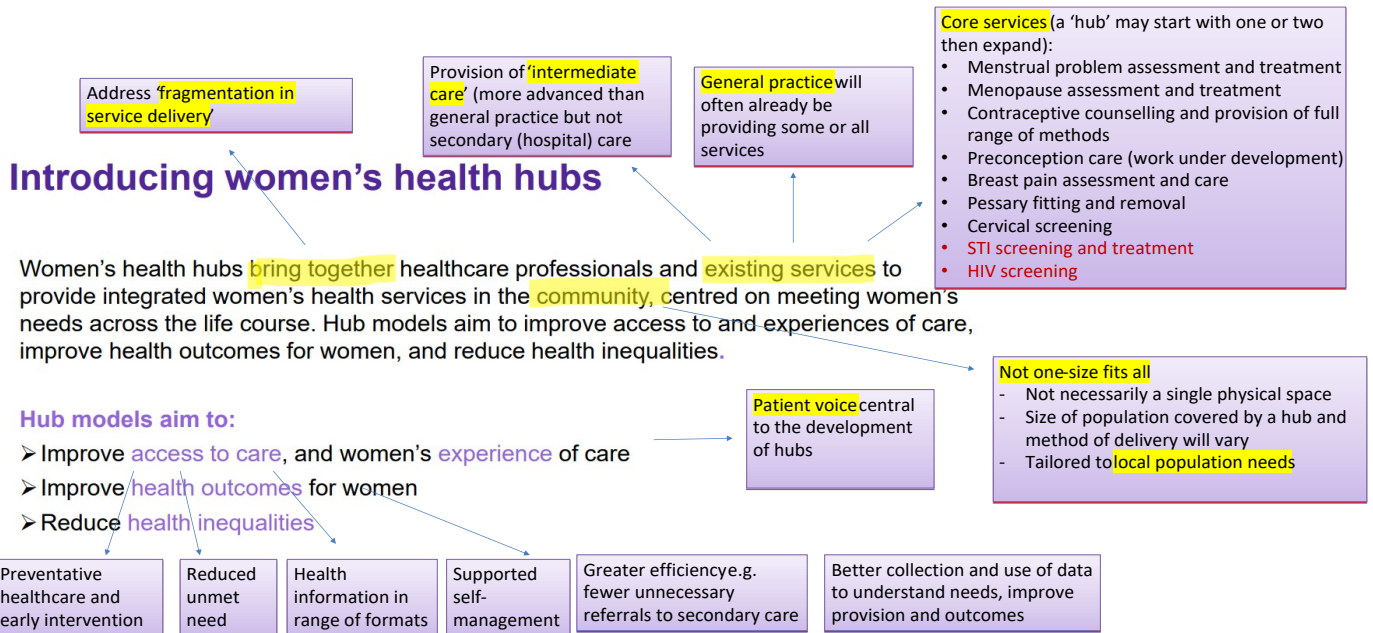 Address 'fragmentation in
service delivery'
Provision of 'intermediate
care' (more advanced than
general practice but not
secondary (hospital) care
General practice will
often already be
providing some or all
services
Core services (a 'hub' may start with one or two
then expand):
• Menstrual problem assessment and treatment
• Menopause assessment and treatment
• Contraceptive counselling and provision of full
range of methods
• Preconception care (work under development)
• Breast pain assessment and care
• Pessary fitting and removal
• Cervical screening
• STI screening and treatment
• HIV screening
Introducing women's health hubs
Women's health hubs bring together healthcare professionals and existing services to
provide integrated women's health services in the community, centred on meeting women's
needs across the life course. Hub models aim to improve access to and experiences of care,
improve health outcomes for women, and reduce health inequalities.
Not one-size fits all
- Not necessarily a single physical space
- Size of population covered by a hub and
method of delivery will vary
- Tailored to local population needs
Hub models aim to:
➢ Improve access to care, and women's experience of care
➢ Improve health outcomes for women
➢ Reduce health inequalities
Patient voice central
to the development
of hubs
Preventative
healthcare and
early intervention
Reduced
unmet
need
Health
information in
range of formats
Supported
self-
management
Greater efficiency e.g.
fewer unnecessary
referrals to secondary care
Better collection and use of data
to understand needs, improve
provision and outcomes